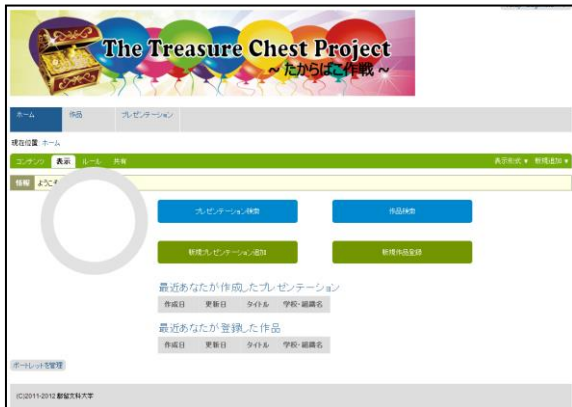 The Treasure Chest Project
～たからばこ作戦～
ホーム 作品 プレゼンテーション
現在位置: ホーム
コンテンツ 表示 ルール 共有 表示形式 ▼ 新規追加 ▼
情報 ようこそ
プレゼンテーション検索 作品検索
新規プレゼンテーション追加 新規作品登録
最近あなたが作成したプレゼンテーション
作成日 更新日 タイトル 学校・組織名
最近あなたが登録した作品
作成日 更新日 タイトル 学校・組織名
ポートレットを管理
(C)2011-2012 都留文科大学